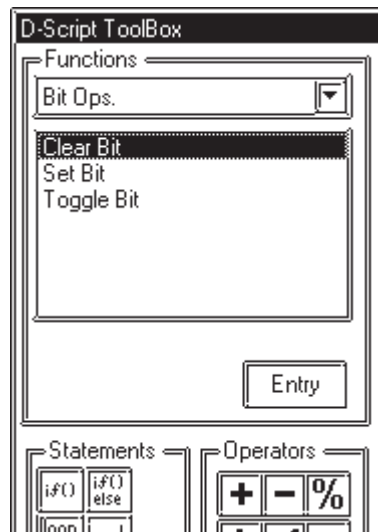 D-Script ToolBox
Functions
Bit Ops.
Clear Bit
Set Bit
Toggle Bit
Entry
Statements Operators
if() if() else + - %